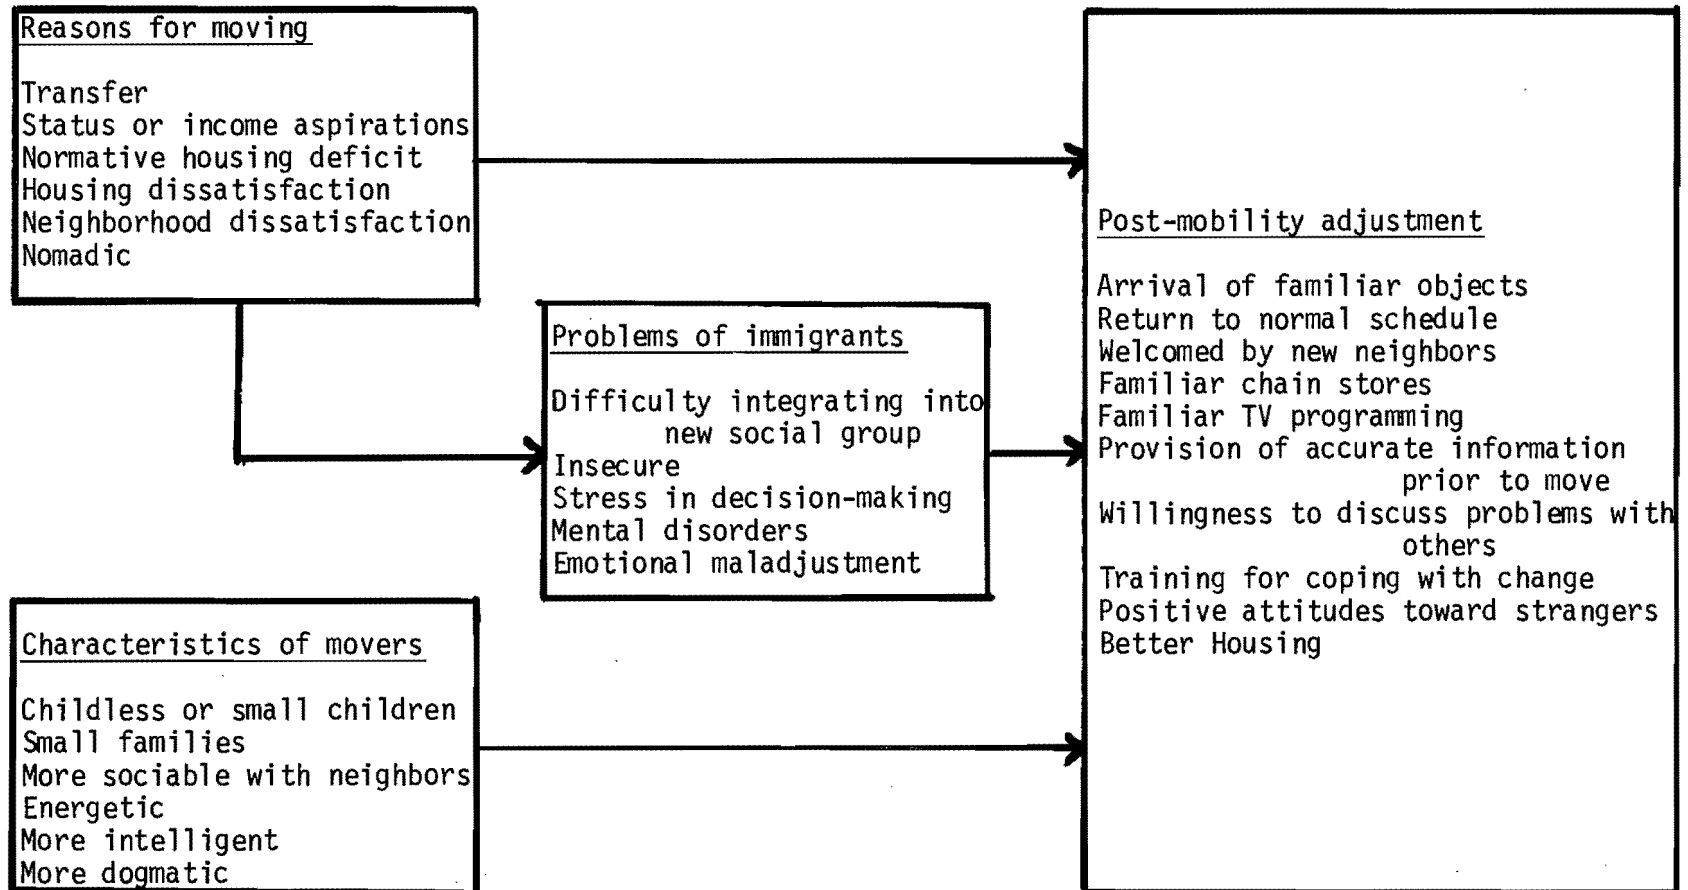 Reasons for moving
Transfer
Status or income aspirations
Normative housing deficit
Housing dissatisfaction
Neighborhood dissatisfaction
Nomadic
Problems of immigrants
Difficulty integrating into
new social group
Insecure
Stress in decision-making
Mental disorders
Emotional maladjustment
Characteristics of movers
Childless or small children
Small families
More sociable with neighbors
Energetic
More intelligent
More dogmatic
Post-mobility adjustment
Arrival of familiar objects
Return to normal schedule
Welcomed by new neighbors
Familiar chain stores
Familiar TV programming
Provision of accurate information
prior to move
Willingness to discuss problems with
others
Training for coping with change
Positive attitudes toward strangers
Better Housing